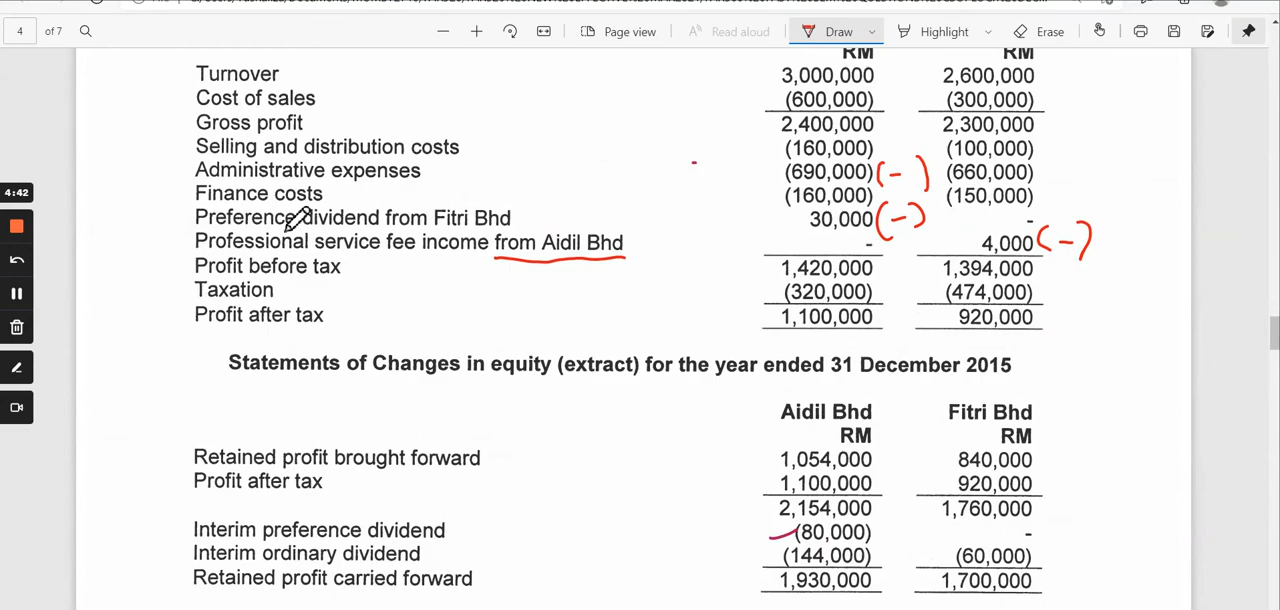 4 of 7 Page view Read aloud Draw Highlight Erase
RM RM
Turnover 3,000,000 2,600,000
Cost of sales (600,000) (300,000)
Gross profit 2,400,000 2,300,000
Selling and distribution costs (160,000) (100,000)
Administrative expenses (690,000) (-) (660,000)
4:42
Finance costs (160,000) (150,000)
Preference dividend from Fitri Bhd 30,000 (-) -
Professional service fee income from Aidil Bhd - 4,000 (-)
Profit before tax 1,420,000 1,394,000
Taxation (320,000) (474,000)
Profit after tax 1,100,000 920,000
Statements of Changes in equity (extract) for the year ended 31 December 2015
Aidil Bhd Fitri Bhd
RM RM
Retained profit brought forward 1,054,000 840,000
Profit after tax 1,100,000 920,000
2,154,000 1,760,000
Interim preference dividend (80,000) -
Interim ordinary dividend (144,000) (60,000)
Retained profit carried forward 1,930,000 1,700,000